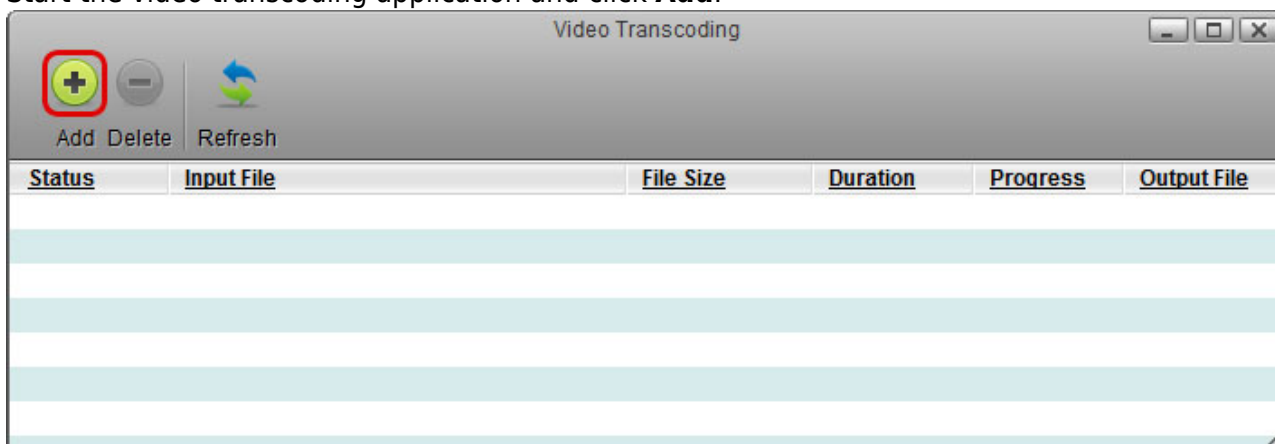 Start the video transcoding application and click Add.
Video Transcoding
Add Delete Refresh
Status Input File File Size Duration Progress Output File